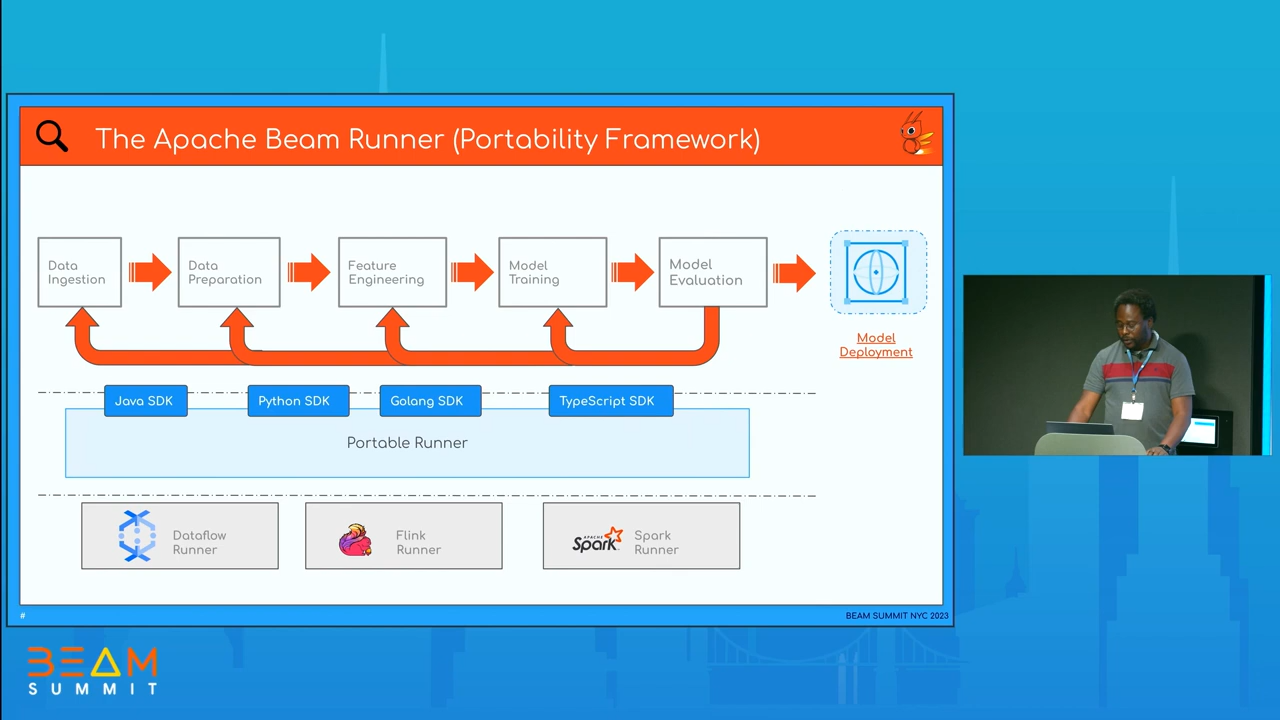 The Apache Beam Runner (Portability Framework)
Data
Ingestion
Data
Preparation
Feature
Engineering
Model
Training
Model
Evaluation
Model
Deployment
Java SDK
Python SDK
Golang SDK
TypeScript SDK
Portable Runner
Dataflow
Runner
Flink
Runner
APACHE
Spark
Spark
Runner
#
BEAM SUMMIT NYC 2023
BEAM
SUMMIT